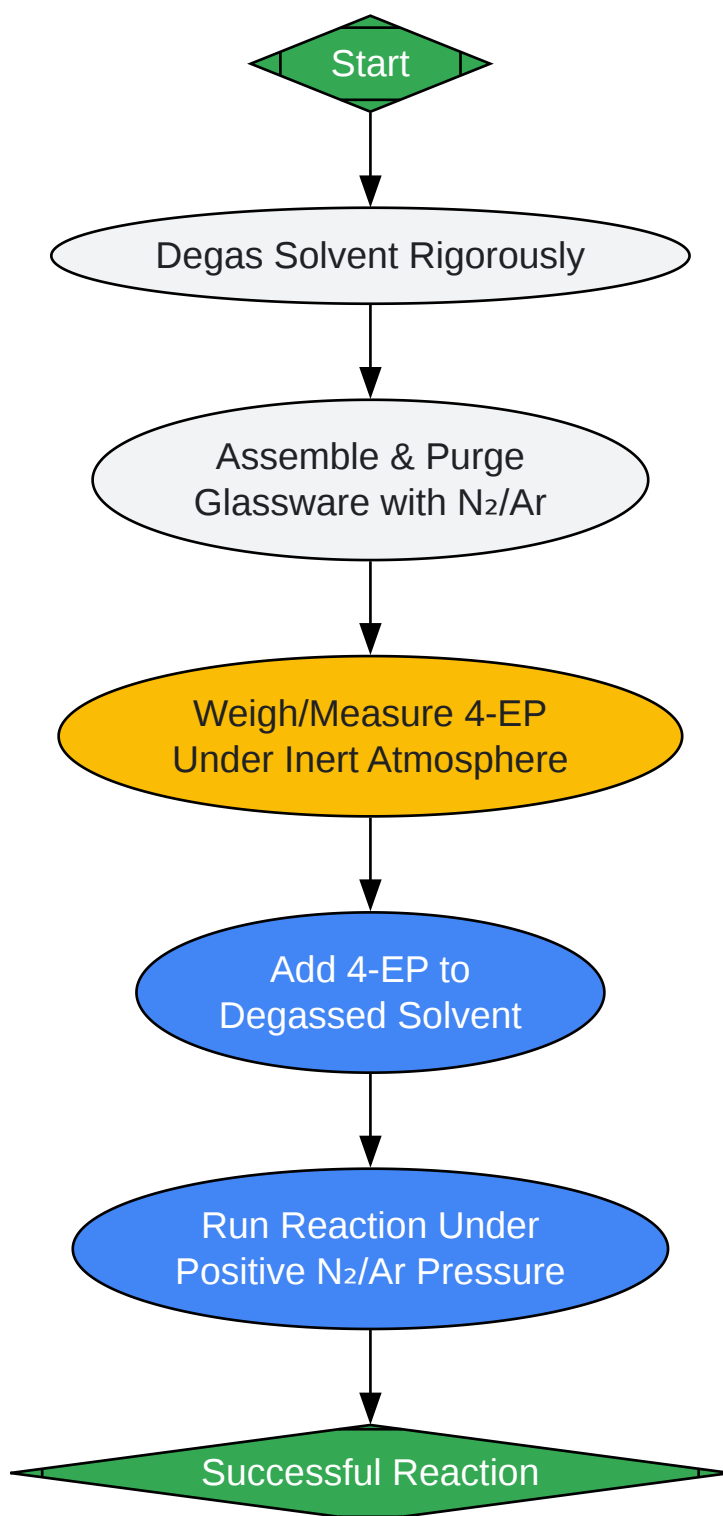 Start
Degas Solvent Rigorously
Assemble & Purge
Glassware with N₂/Ar
Weigh/Measure 4-EP
Under Inert Atmosphere
Add 4-EP to
Degassed Solvent
Run Reaction Under
Positive N₂/Ar Pressure
Successful Reaction